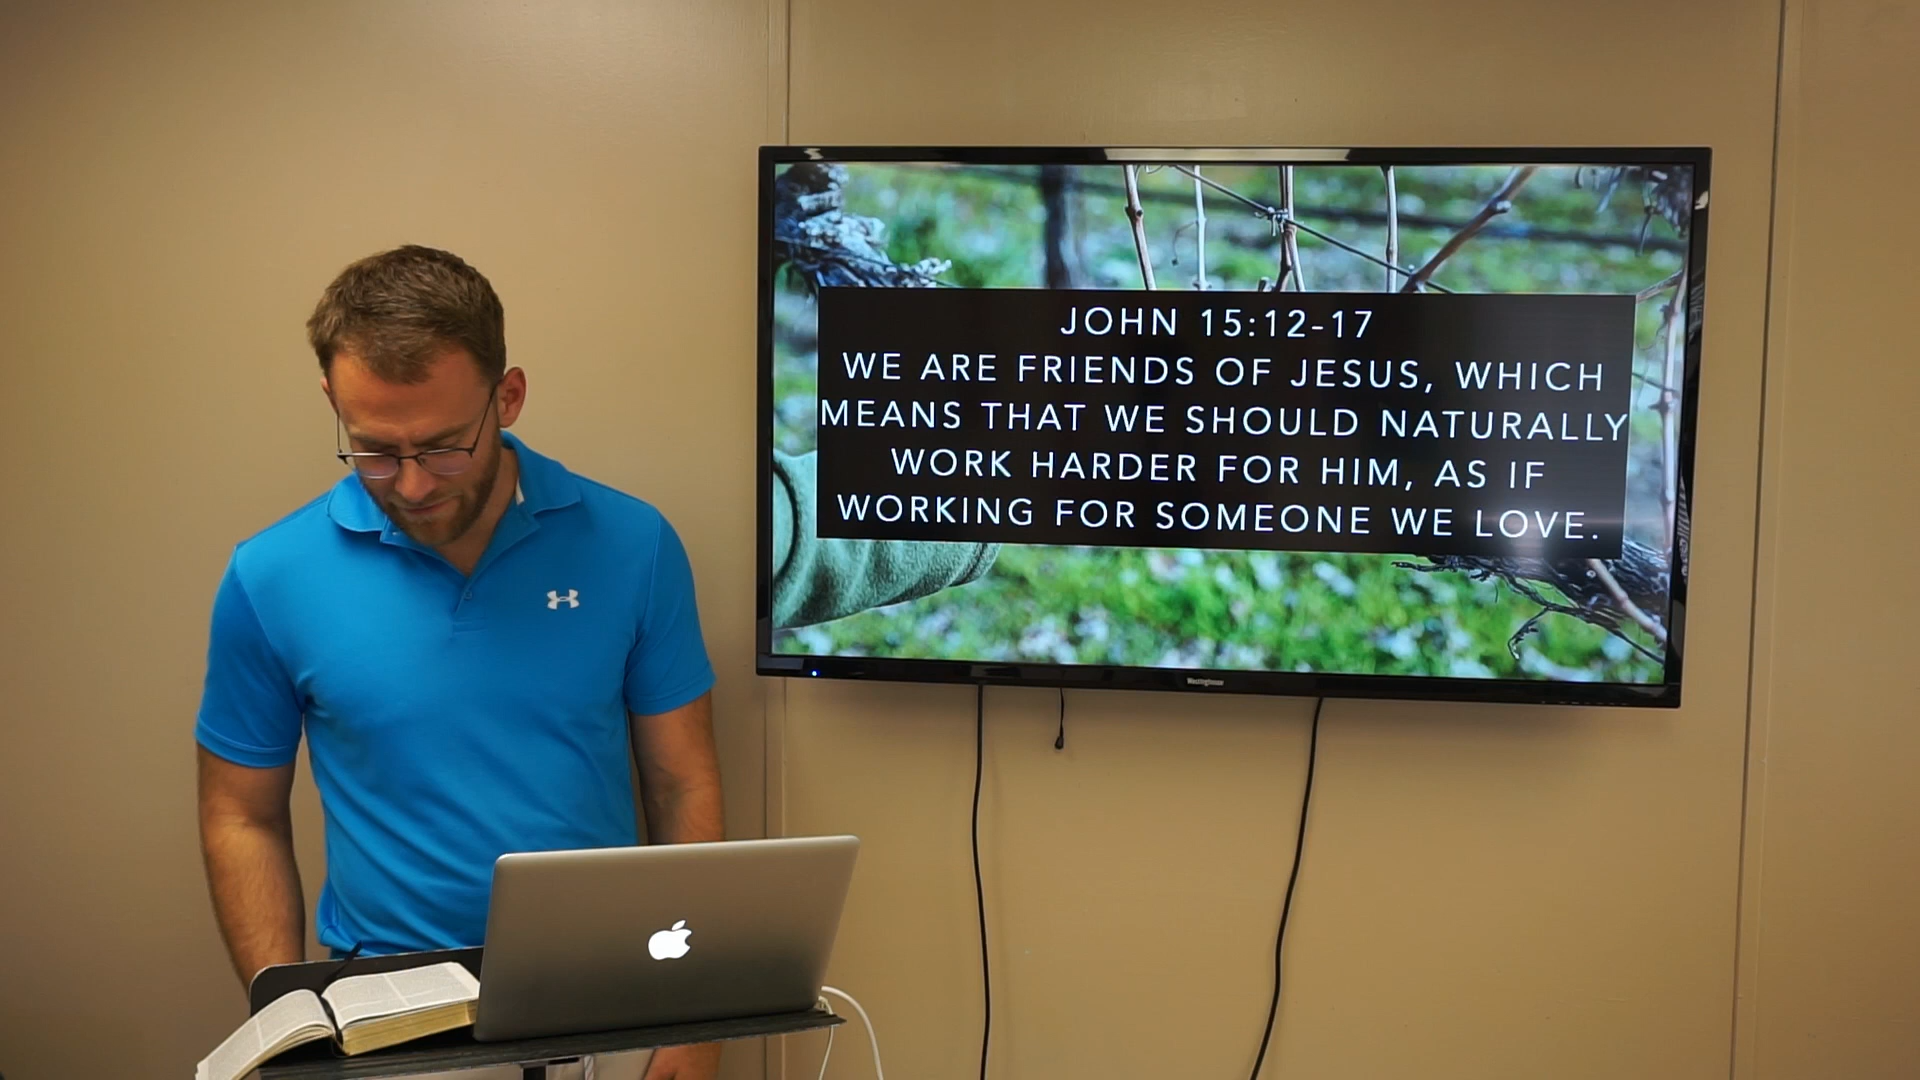 JOHN 15:12-17
WE ARE FRIENDS OF JESUS, WHICH
MEANS THAT WE SHOULD NATURALLY
WORK HARDER FOR HIM, AS IF
WORKING FOR SOMEONE WE LOVE.
Westinghouse